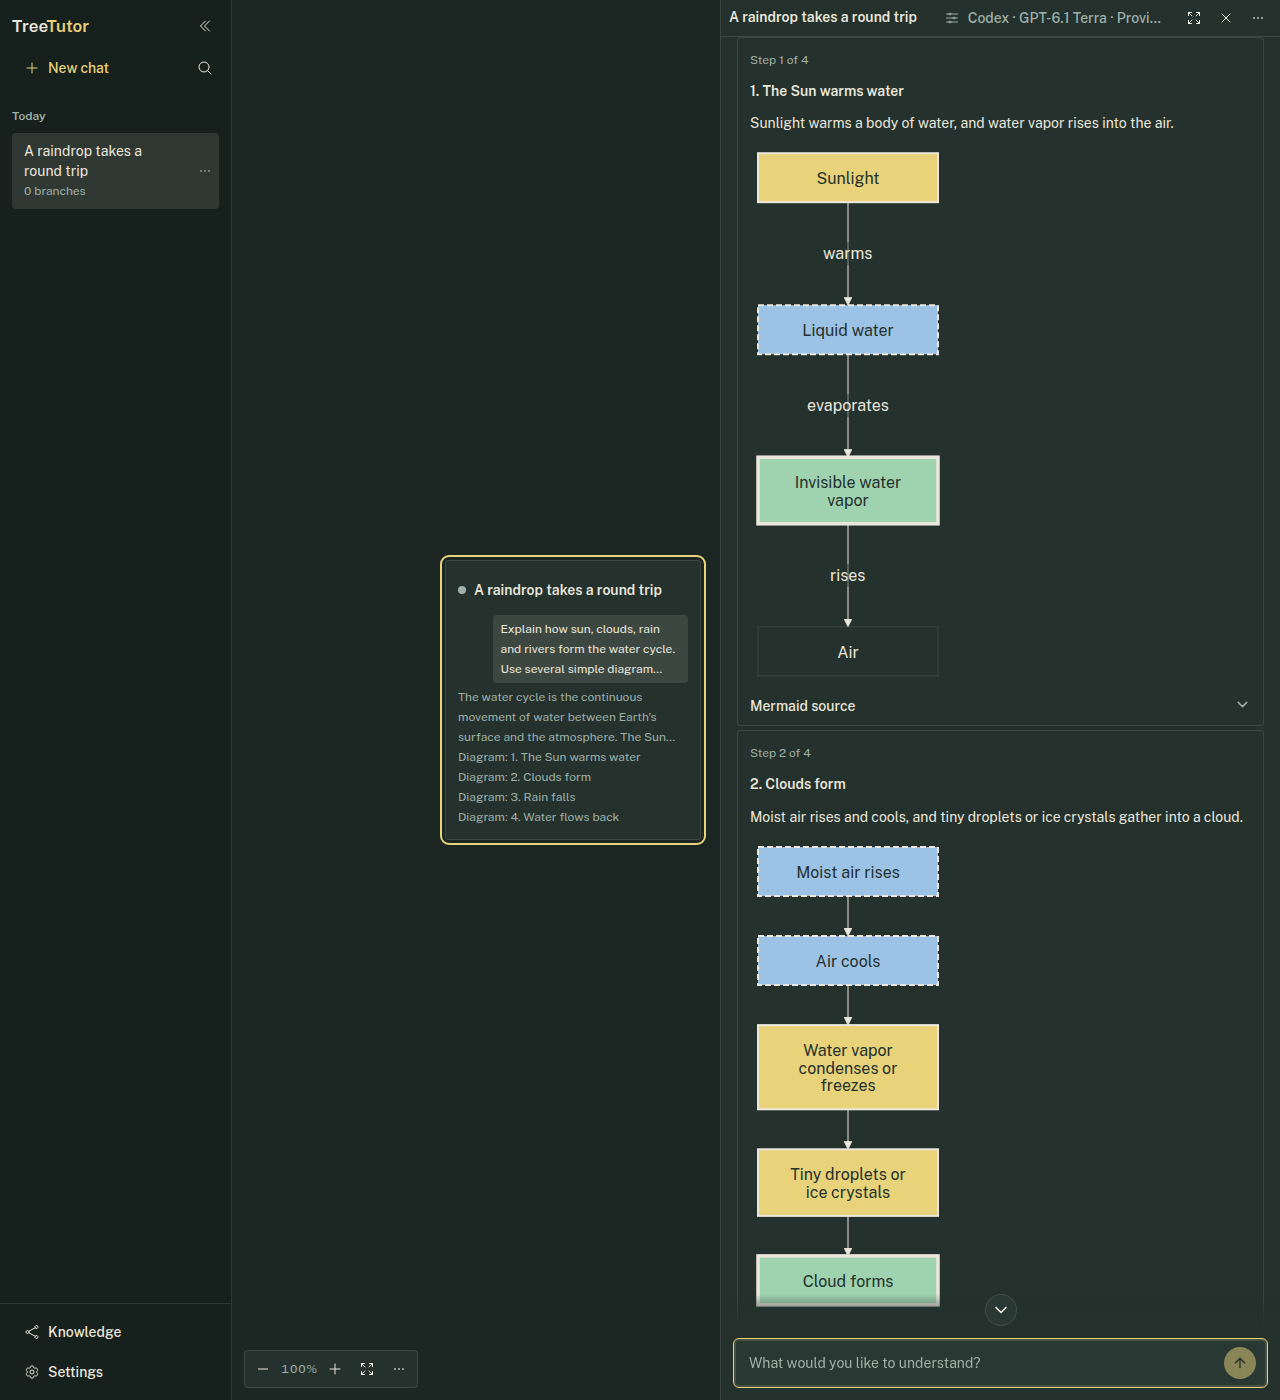 TreeTutor
New chat
Today
A raindrop takes a
round trip
0 branches
Knowledge
Settings
A raindrop takes a round trip
Explain how sun, clouds, rain
and rivers form the water cycle.
Use several simple diagram...
The water cycle is the continuous
movement of water between Earth's
surface and the atmosphere. The Sun...
Diagram: 1. The Sun warms water
Diagram: 2. Clouds form
Diagram: 3. Rain falls
Diagram: 4. Water flows back
100%
A raindrop takes a round trip
Codex · GPT-6.1 Terra · Provi...
Step 1 of 4
1. The Sun warms water
Sunlight warms a body of water, and water vapor rises into the air.
Sunlight
warms
Liquid water
evaporates
Invisible water
vapor
rises
Air
Mermaid source
Step 2 of 4
2. Clouds form
Moist air rises and cools, and tiny droplets or ice crystals gather into a cloud.
Moist air rises
Air cools
Water vapor
condenses or
freezes
Tiny droplets or
ice crystals
Cloud forms
What would you like to understand?